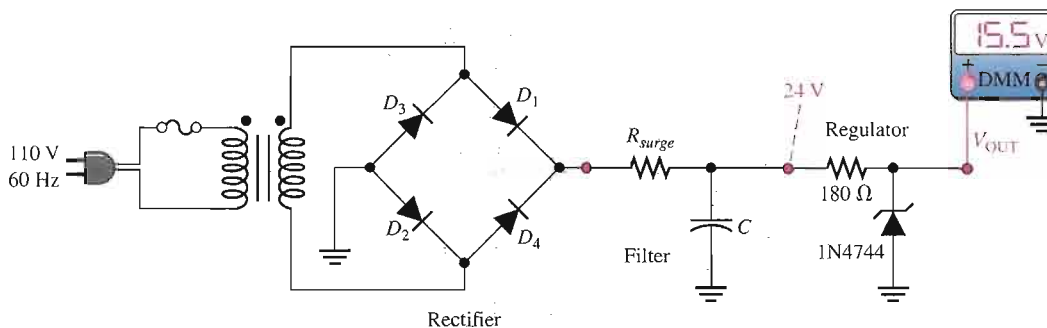 110 V
60 Hz
D3
D1
D2
D4
Rectifier
Rsurge
Filter
C
24 V
Regulator
180 Ω
1N4744
VOUT
15.5 V
+
−
DMM